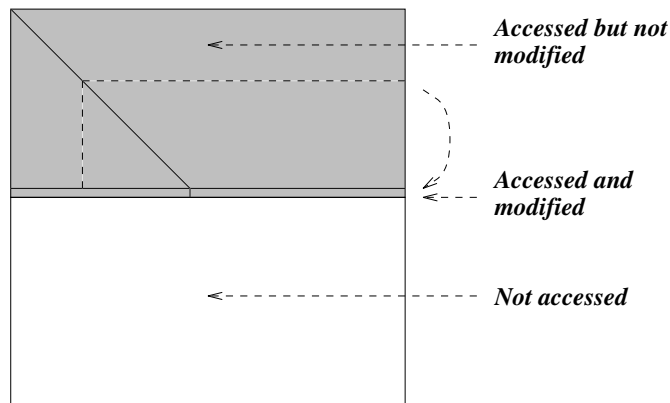 Accessed but not
modified
Accessed and
modified
Not accessed